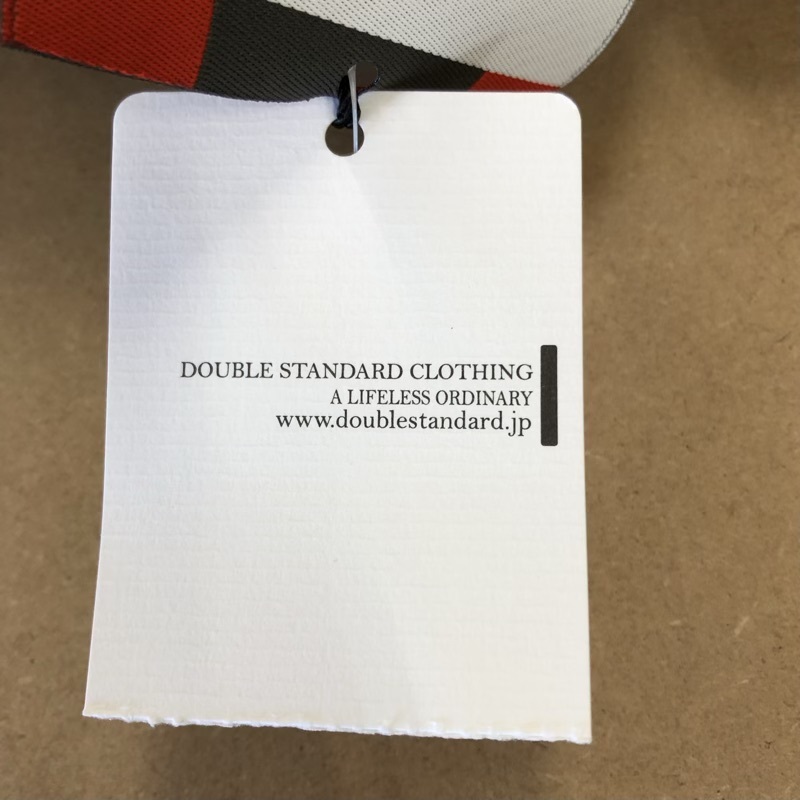 DOUBLE STANDARD CLOTHING
A LIFELESS ORDINARY
www.doublestandard.jp